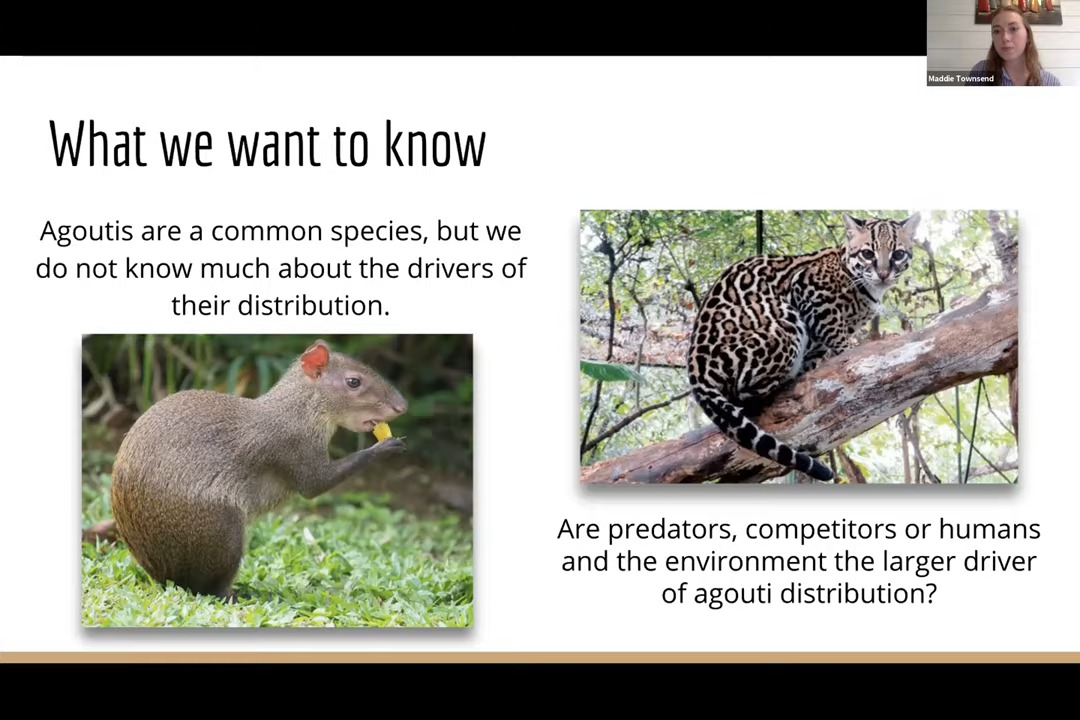 Maddie Townsend
What we want to know
Agoutis are a common species, but we
do not know much about the drivers of
their distribution.
Are predators, competitors or humans
and the environment the larger driver
of agouti distribution?